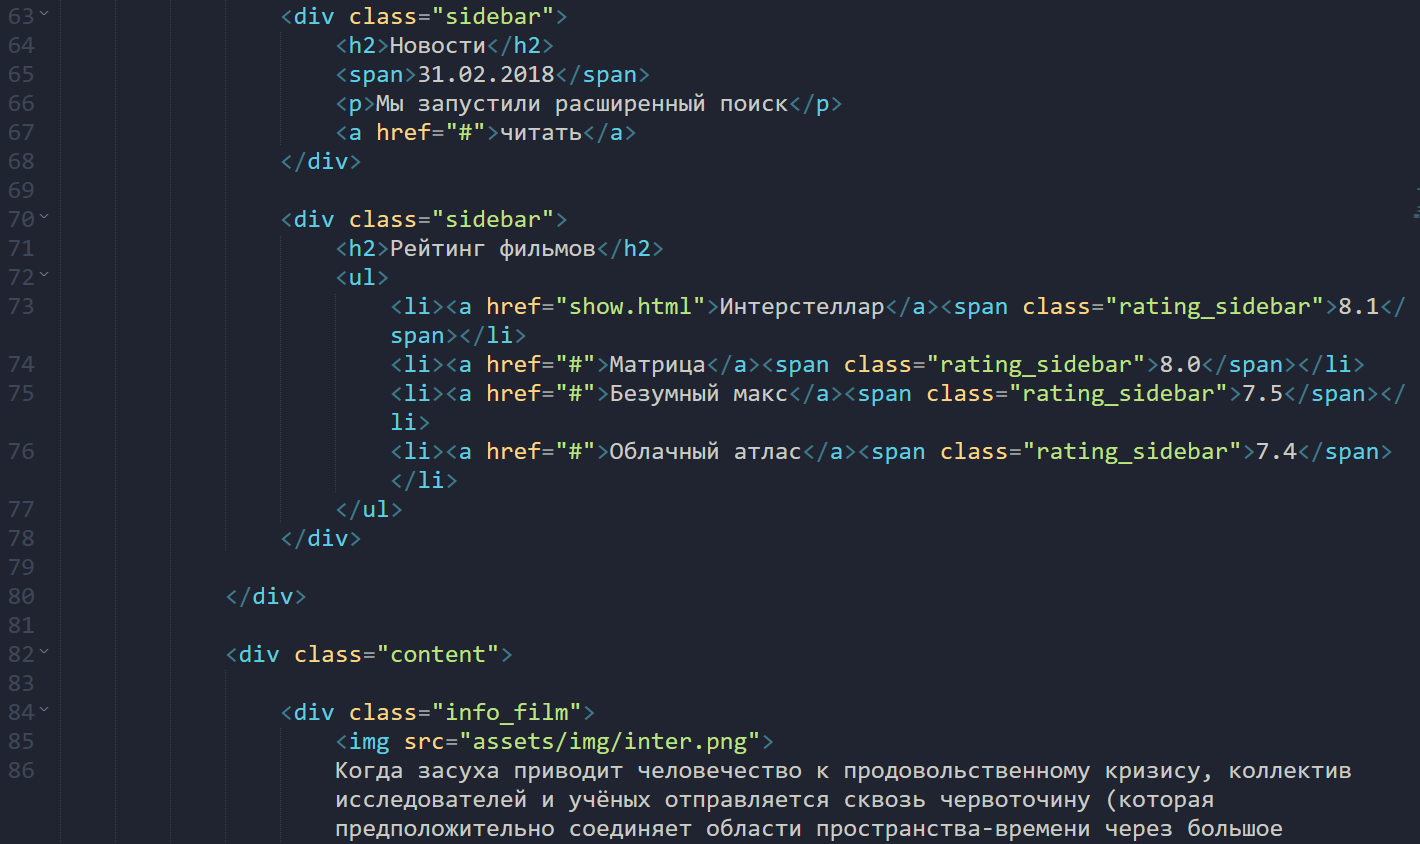 63 <div class="sidebar">
64 <h2>Новости</h2>
65 <span>31.02.2018</span>
66 <p>Мы запустили расширенный поиск</p>
67 <a href="#">читать</a>
68 </div>
69
70 <div class="sidebar">
71 <h2>Рейтинг фильмов</h2>
72 <ul>
73 <li><a href="show.html">Интерстеллар</a><span class="rating_sidebar">8.1</
span></li>
74 <li><a href="#">Матрица</a><span class="rating_sidebar">8.0</span></li>
75 <li><a href="#">Безумный макс</a><span class="rating_sidebar">7.5</span></
li>
76 <li><a href="#">Облачный атлас</a><span class="rating_sidebar">7.4</span>
</li>
77 </ul>
78 </div>
79
80 </div>
81
82 <div class="content">
83
84 <div class="info_film">
85 <img src="assets/img/inter.png">
86 Когда засуха приводит человечество к продовольственному кризису, коллектив
исследователей и учёных отправляется сквозь червоточину (которая
предположительно соединяет области пространства-времени через большое